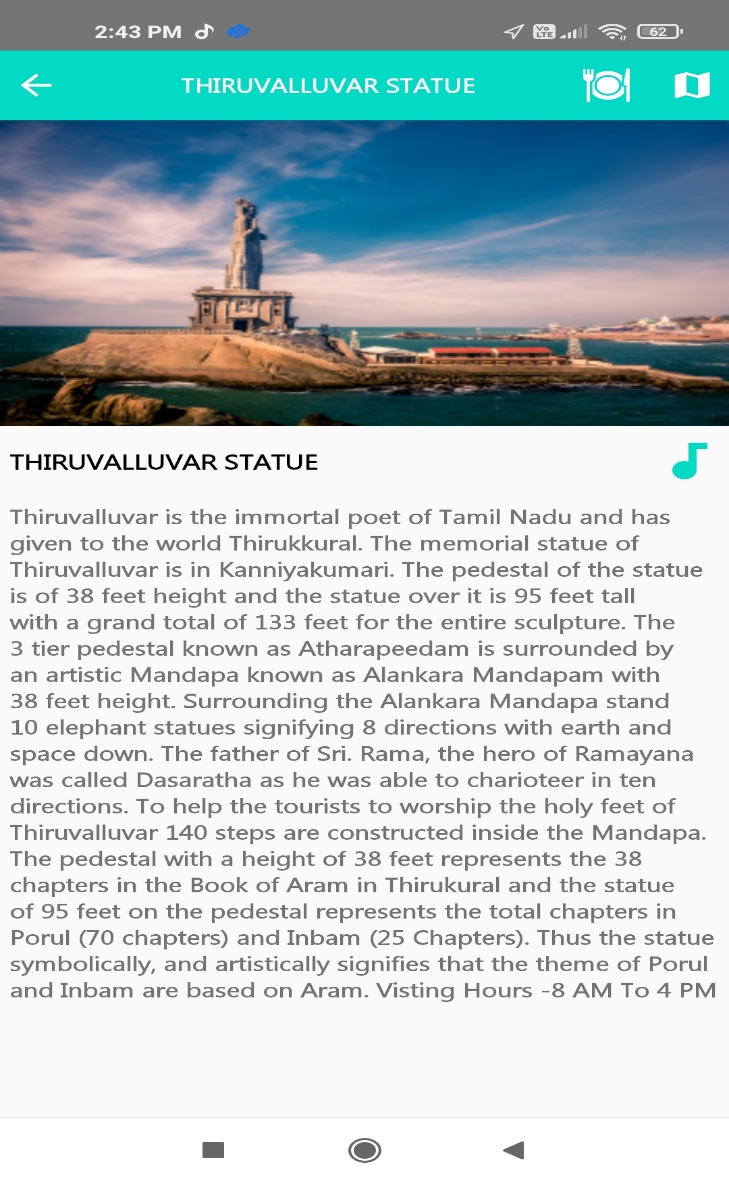 2:43 PM
Vo LTE
62
THIRUVALLUVAR STATUE
THIRUVALLUVAR STATUE
Thiruvalluvar is the immortal poet of Tamil Nadu and has
given to the world Thirukkural. The memorial statue of
Thiruvalluvar is in Kanniyakumari. The pedestal of the statue
is of 38 feet height and the statue over it is 95 feet tall
with a grand total of 133 feet for the entire sculpture. The
3 tier pedestal known as Atharapeedam is surrounded by
an artistic Mandapa known as Alankara Mandapam with
38 feet height. Surrounding the Alankara Mandapa stand
10 elephant statues signifying 8 directions with earth and
space down. The father of Sri. Rama, the hero of Ramayana
was called Dasaratha as he was able to charioteer in ten
directions. To help the tourists to worship the holy feet of
Thiruvalluvar 140 steps are constructed inside the Mandapa.
The pedestal with a height of 38 feet represents the 38
chapters in the Book of Aram in Thirukural and the statue
of 95 feet on the pedestal represents the total chapters in
Porul (70 chapters) and Inbam (25 Chapters). Thus the statue
symbolically, and artistically signifies that the theme of Porul
and Inbam are based on Aram. Visting Hours -8 AM To 4 PM